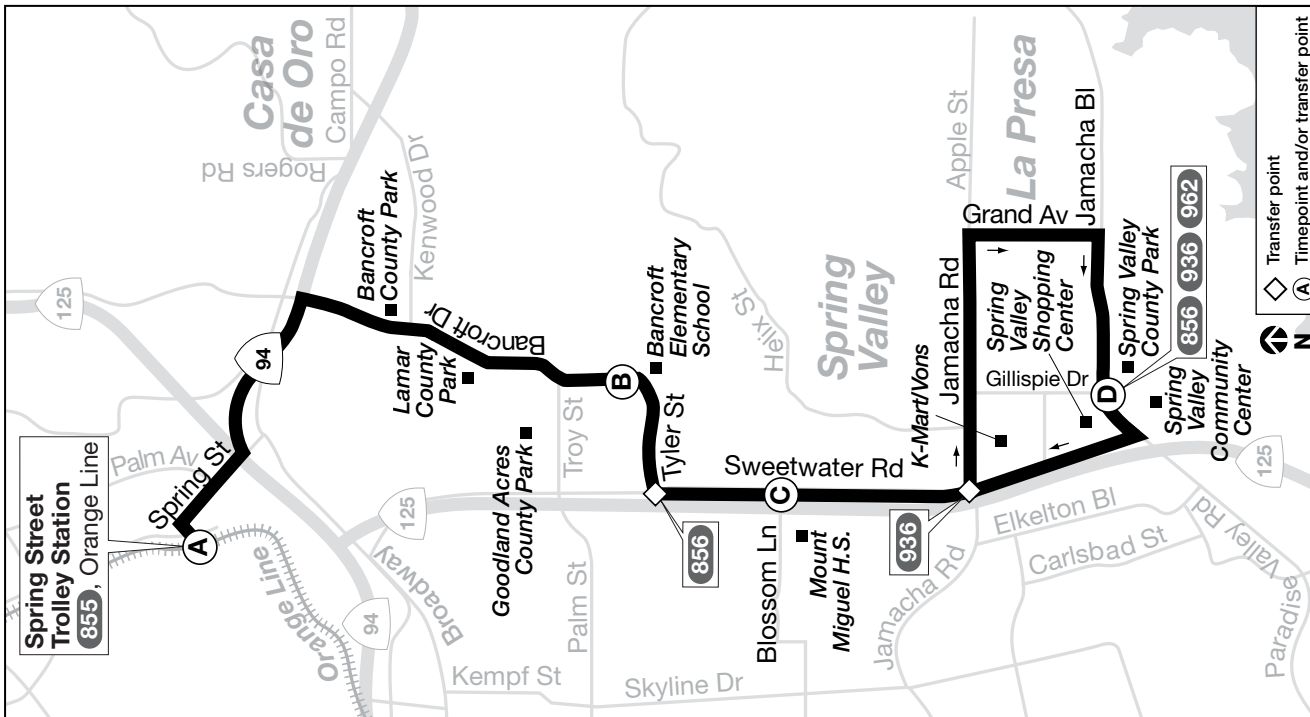 Spring Street
Trolley Station
855, Orange Line
A
Spring St
Palm Av
125
94
Casa
de Oro
Campo Rd
Rogers Rd
Kenwood Dr
Bancroft
County Park
Lamar
County
Park
Bancroft Dr
Orange Line
94
125
Broadway
Goodland Acres
County Park
Troy St
Palm St
Kempf St
B
Bancroft
Elementary
School
Tyler St
856
Helix St
Spring
Valley
Sweetwater Rd
C
Blossom Ln
Mount
Miguel H.S.
Skyline Dr
K-Mart/Vons
936
Jamacha Rd
Jamacha Rd
Apple St
La Presa
Grand Av
Jamacha Bl
Spring
Valley
Shopping
Center
Gillispie Dr
D
856 936 962
Spring Valley
County Park
Spring
Valley
Community
Center
125
Elkelton Bl
Carlsbad St
Paradise
Valley Rd
N
Transfer point
A Timepoint and/or transfer point